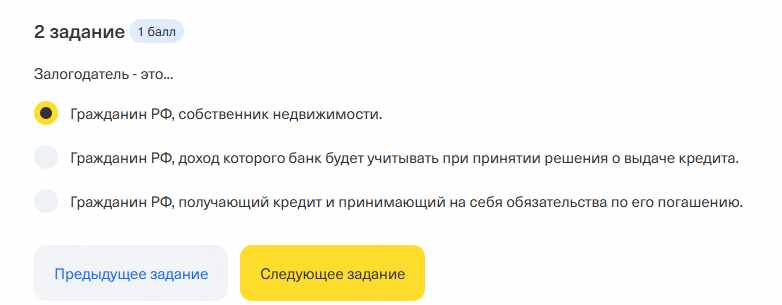 2 задание 1 балл
Залогодатель - это...
Гражданин РФ, собственник недвижимости.
Гражданин РФ, доход которого банк будет учитывать при принятии решения о выдаче кредита.
Гражданин РФ, получающий кредит и принимающий на себя обязательства по его погашению.
Предыдущее задание Следующее задание